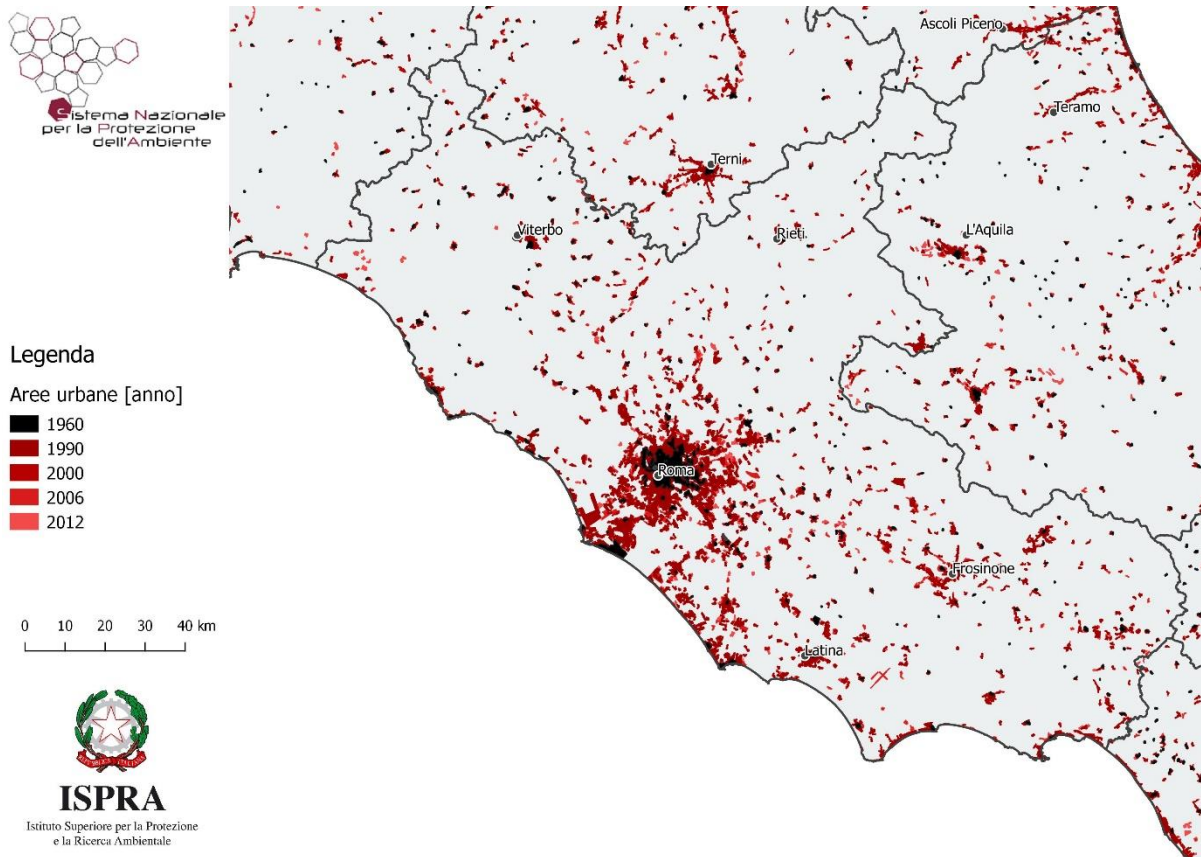 Sistema Nazionale
per la Protezione
dell'Ambiente
Legenda
Aree urbane [anno]
1960
1990
2000
2006
2012
0 10 20 30 40 km
ISPRA
Istituto Superiore per la Protezione
e la Ricerca Ambientale
Ascoli Piceno
Teramo
Terni
Viterbo
Rieti
L'Aquila
Roma
Frosinone
Latina